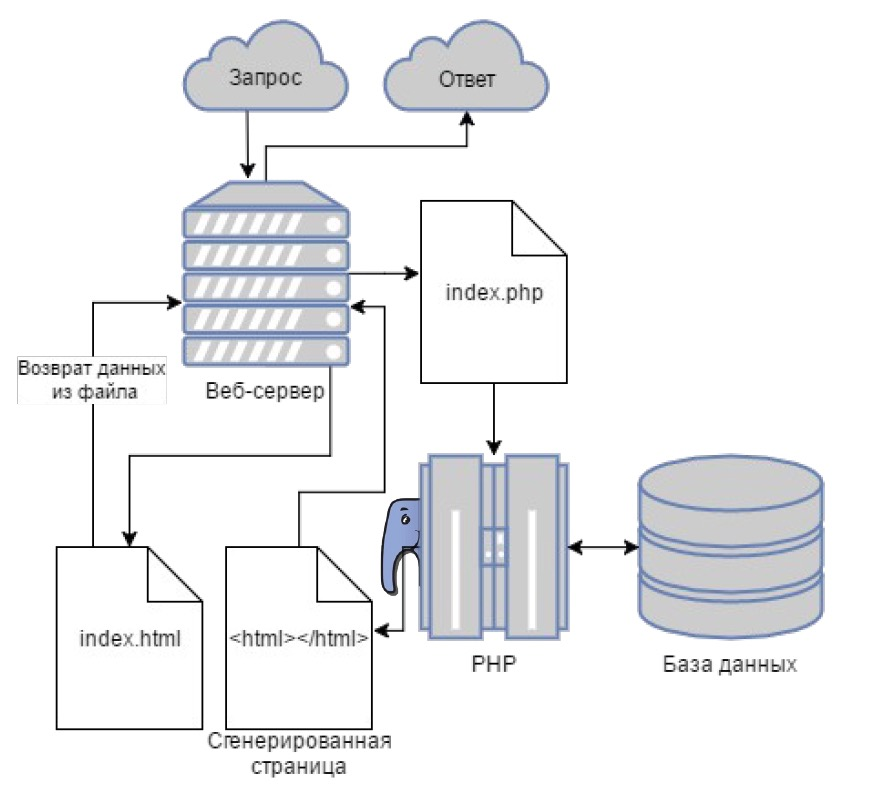 Запрос
Ответ
index.php
Возврат данных
из файла
Веб-сервер
index.html
<html></html>
PHP
База данных
Сгенерированная
страница